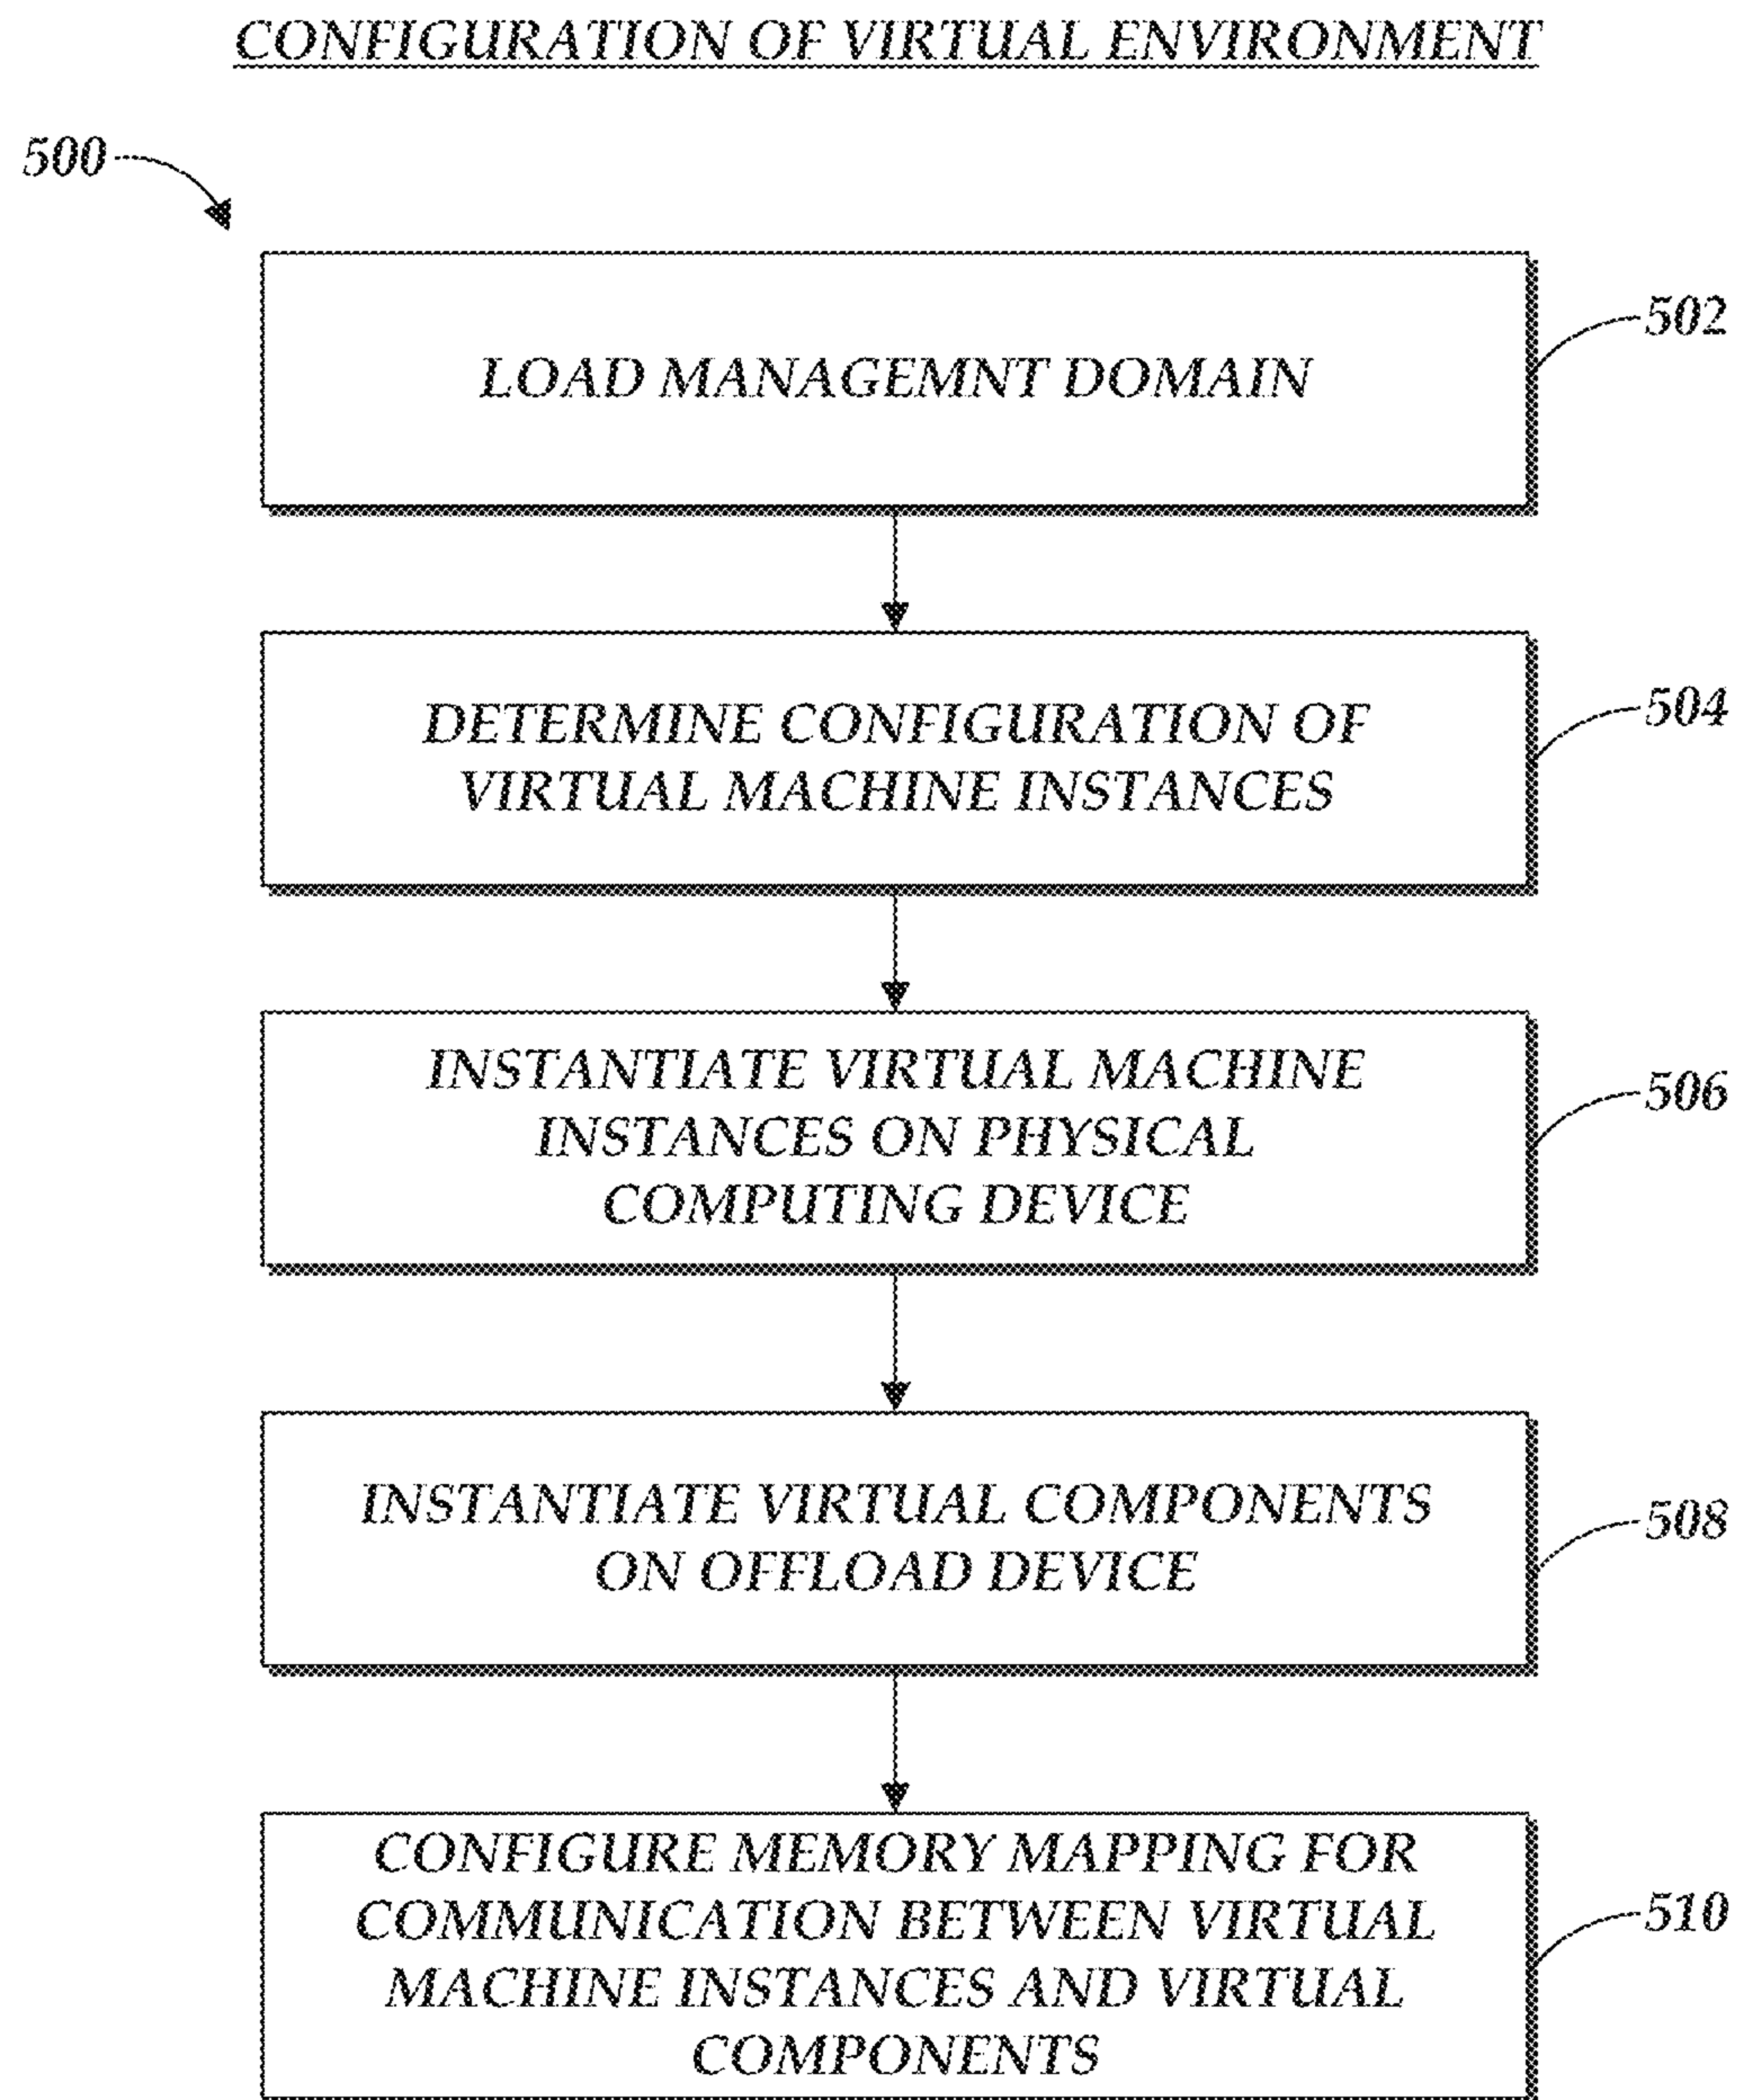 CONFIGURATION OF VIRTUAL ENVIRONMENT
500
LOAD MANAGEMNT DOMAIN
502
DETERMINE CONFIGURATION OF
VIRTUAL MACHINE INSTANCES
504
INSTANTIATE VIRTUAL MACHINE
INSTANCES ON PHYSICAL
COMPUTING DEVICE
506
INSTANTIATE VIRTUAL COMPONENTS
ON OFFLOAD DEVICE
508
CONFIGURE MEMORY MAPPING FOR
COMMUNICATION BETWEEN VIRTUAL
MACHINE INSTANCES AND VIRTUAL
COMPONENTS
510